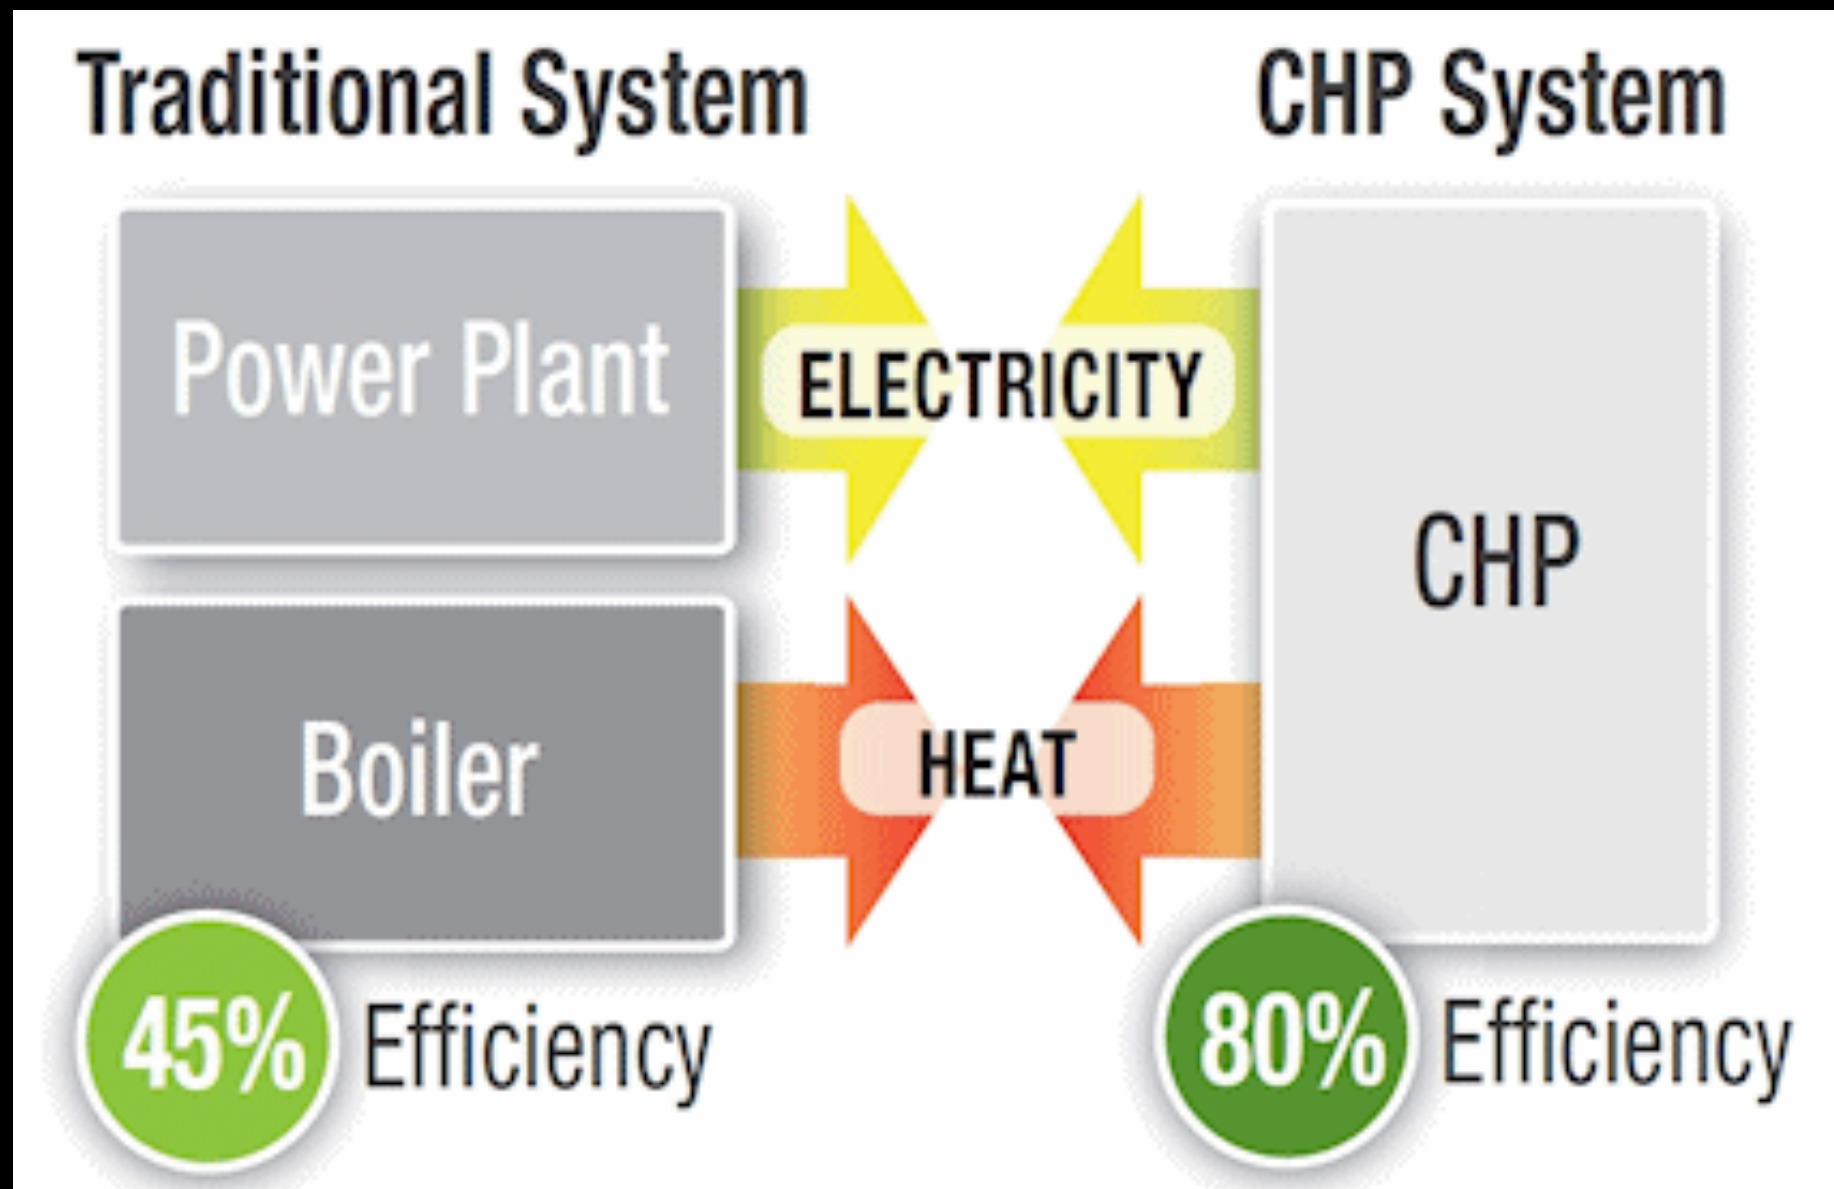 Traditional System
CHP System
Power Plant
ELECTRICITY
CHP
Boiler
HEAT
45% Efficiency
80% Efficiency